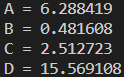 A = 6.288419
B = 0.481608
C = 2.512723
D = 15.569108